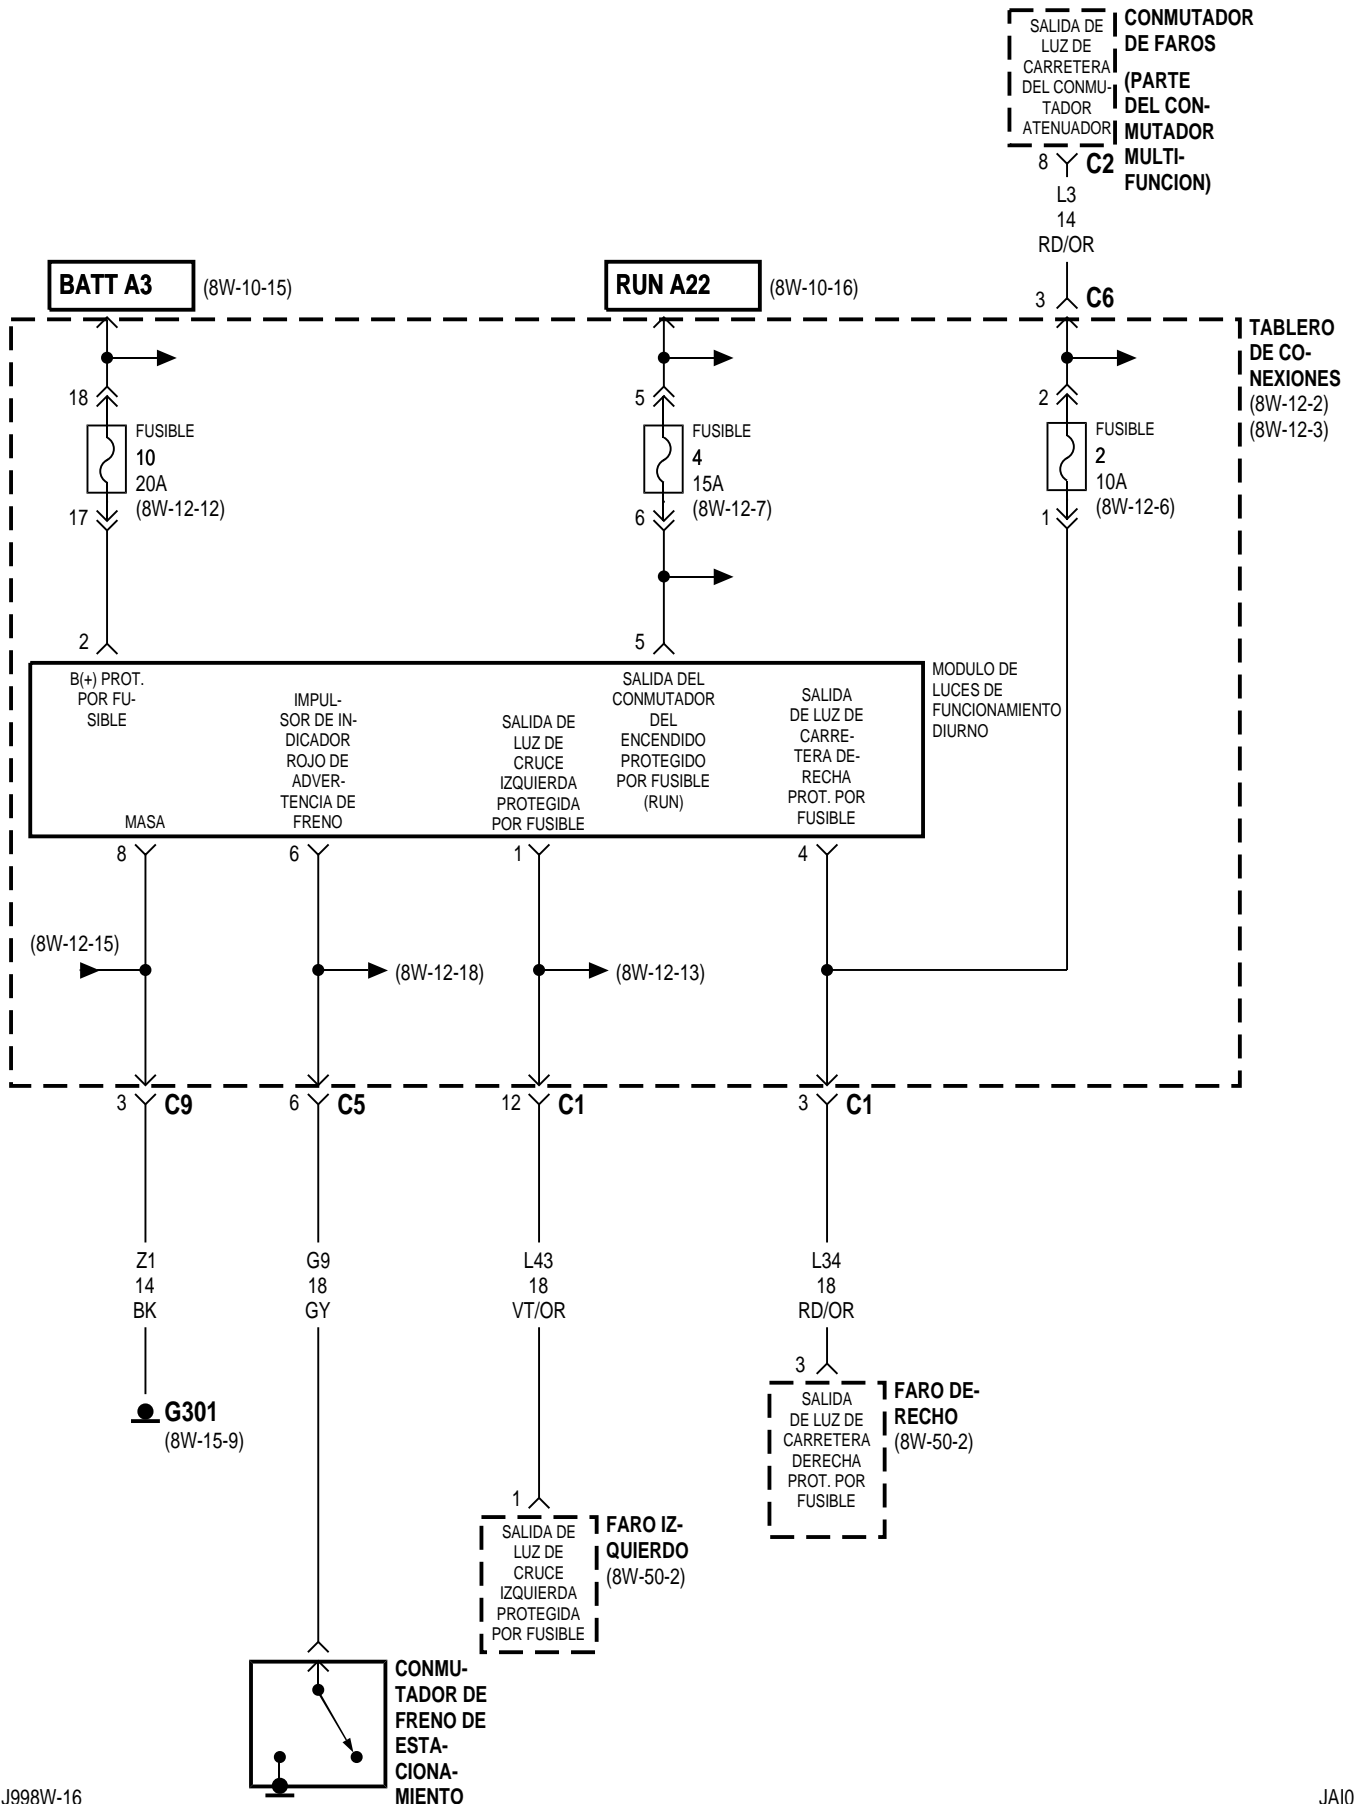 SALIDA DE
LUZ DE
CARRETERA
DEL CONMU-
TADOR
ATENUADOR
CONMUTADOR
DE FAROS
(PARTE
DEL CON-
MUTADOR
MULTI-
FUNCION)
8 C2
L3
14
RD/OR
3 C6
BATT A3 (8W-10-15)
RUN A22 (8W-10-16)
TABLERO
DE CO-
NEXIONES
(8W-12-2)
(8W-12-3)
18
FUSIBLE
10
20A
(8W-12-12)
17
5
FUSIBLE
4
15A
(8W-12-7)
6
2
FUSIBLE
2
10A
(8W-12-6)
1
2
5
B(+) PROT.
POR FU-
SIBLE
MASA
IMPUL-
SOR DE IN-
DICADOR
ROJO DE
ADVER-
TENCIA DE
FRENO
SALIDA DE
LUZ DE
CRUCE
IZQUIERDA
PROTEGIDA
POR FUSIBLE
SALIDA DEL
CONMUTADOR
DEL
ENCENDIDO
PROTEGIDO
POR FUSIBLE
(RUN)
SALIDA
DE LUZ DE
CARRE-
TERA DE-
RECHA
PROT. POR
FUSIBLE
MODULO DE
LUCES DE
FUNCIONAMIENTO
DIURNO
8
6
1
4
(8W-12-15)
(8W-12-18)
(8W-12-13)
3 C9
6 C5
12 C1
3 C1
Z1
14
BK
G9
18
GY
L43
18
VT/OR
L34
18
RD/OR
G301
(8W-15-9)
3
SALIDA
DE LUZ DE
CARRETERA
DERECHA
PROT. POR
FUSIBLE
FARO DE-
RECHO
(8W-50-2)
1
SALIDA DE
LUZ DE
CRUCE
IZQUIERDA
PROTEGIDA
POR FUSIBLE
FARO IZ-
QUIERDO
(8W-50-2)
CONMU-
TADOR DE
FRENO DE
ESTA-
CIONA-
MIENTO
J998W-16
JAI0